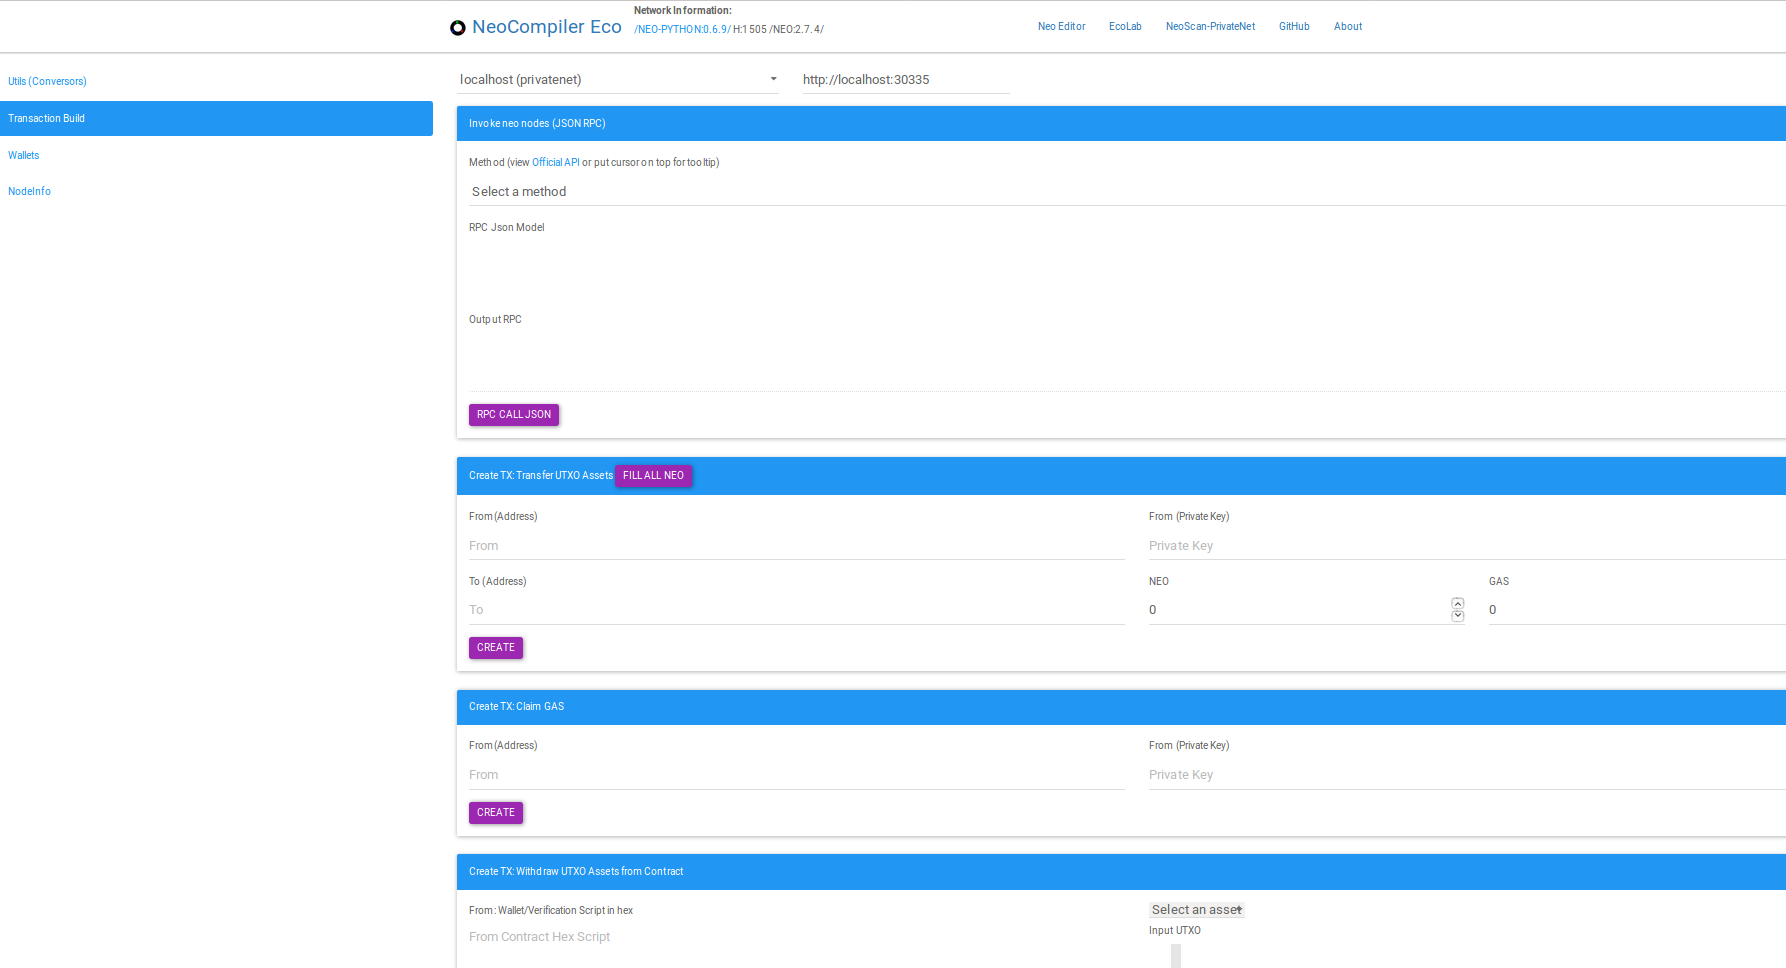 NeoCompiler Eco
Network Information:
/NEO-PYTHON:0.6.9/ H:1505 /NEO:2.7.4/
Neo Editor EcoLab NeoScan-PrivateNet GitHub About
Utils (Conversors)
Transaction Build
Wallets
NodeInfo
localhost (privatenet) http://localhost:30335
Invoke neo nodes (JSON RPC)
Method (view Official API or put cursor on top for tooltip)
Select a method
RPC Json Model
Output RPC
RPC CALL JSON
Create TX: Transfer UTXO Assets FILL ALL NEO
From (Address) From (Private Key)
From Private Key
To (Address) NEO GAS
To 0 0
CREATE
Create TX: Claim GAS
From (Address) From (Private Key)
From Private Key
CREATE
Create TX: Withdraw UTXO Assets from Contract
From: Wallet/Verification Script in hex Select an asset
From Contract Hex Script Input UTXO